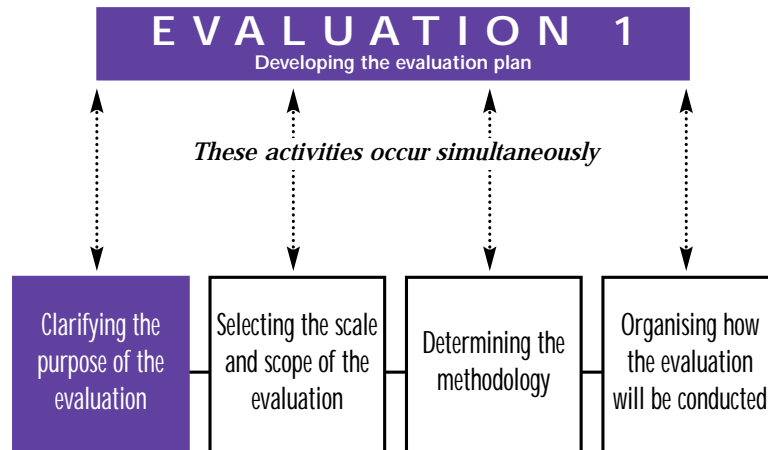 EVALUATION 1
Developing the evaluation plan
These activities occur simultaneously
Clarifying the
purpose of the
evaluation
Selecting the scale
and scope of the
evaluation
Determining the
methodology
Organising how
the evaluation
will be conducted